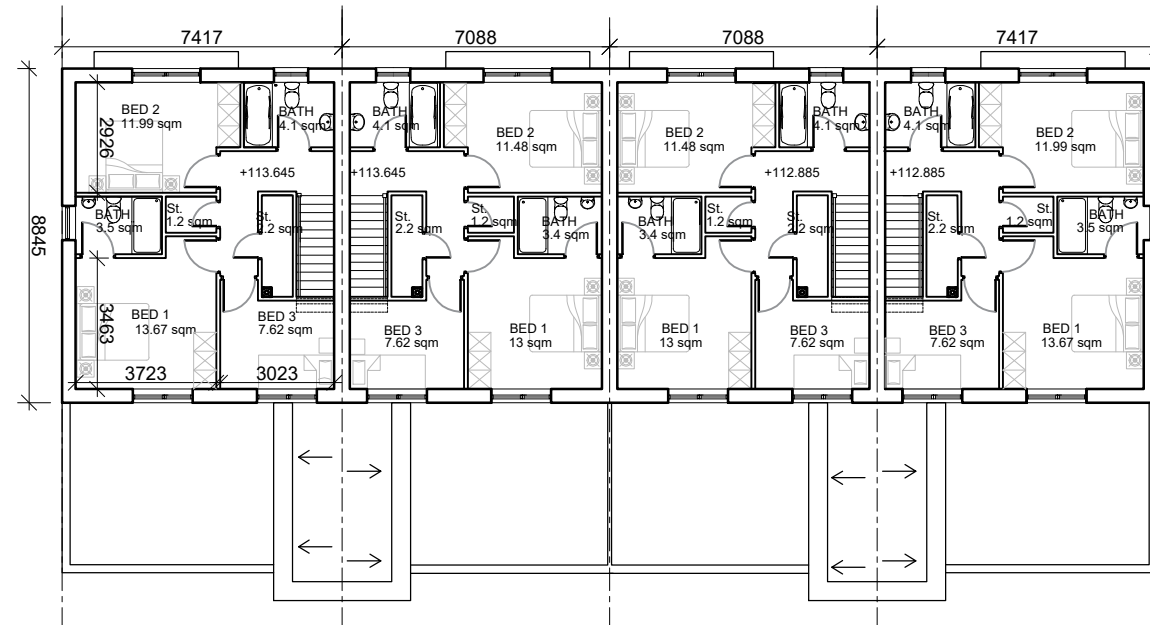 7417
7088
7088
7417
8845
2926
3463
BED 2
11.99 sqm
BATH
4.1 sqm
BATH
4.1 sqm
BED 2
11.48 sqm
BED 2
11.48 sqm
BATH
4.1 sqm
BATH
4.1 sqm
BED 2
11.99 sqm
+113.645
+113.645
+112.885
+112.885
BATH
3.5 sqm
St.
1.2 sqm
St.
2.2 sqm
St.
2.2 sqm
St.
1.2 sqm
BATH
3.4 sqm
BATH
3.4 sqm
St.
1.2 sqm
St.
2.2 sqm
St.
2.2 sqm
St.
1.2 sqm
BATH
3.5 sqm
BED 1
13.67 sqm
BED 3
7.62 sqm
BED 3
7.62 sqm
BED 1
13 sqm
BED 1
13 sqm
BED 3
7.62 sqm
BED 3
7.62 sqm
BED 1
13.67 sqm
3723
3023